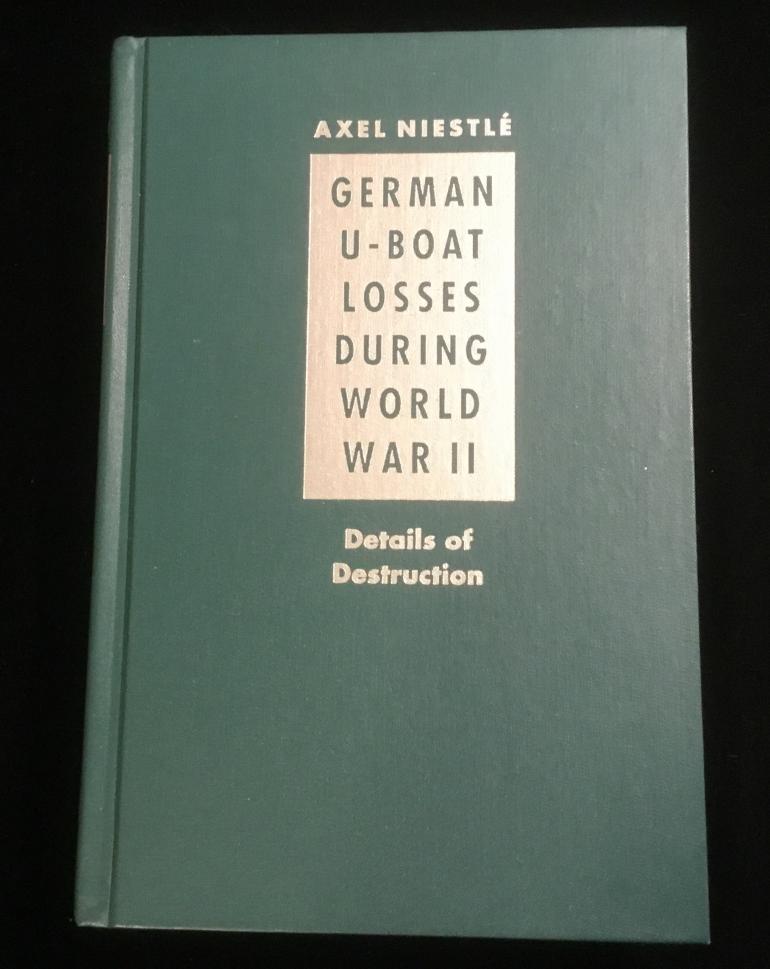 AXEL NIESTLÉ
GERMAN
U-BOAT
LOSSES
DURING
WORLD
WAR II
Details of
Destruction